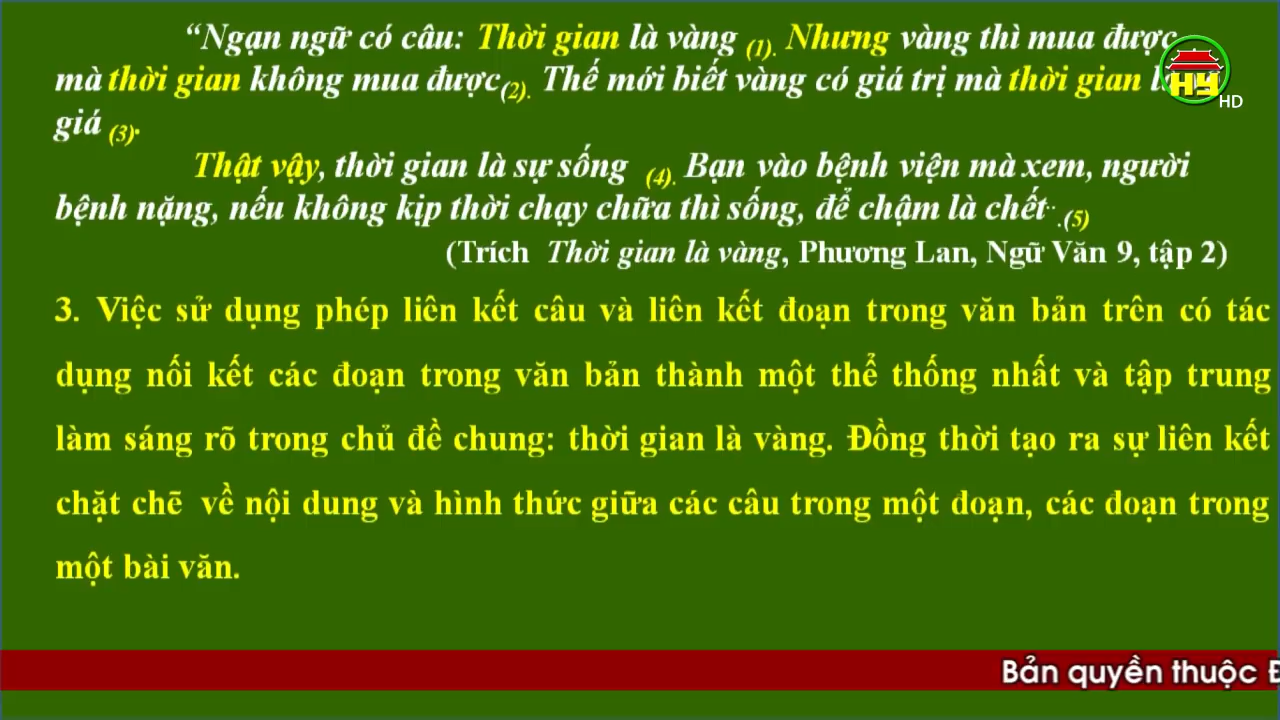 “Ngạn ngữ có câu: Thời gian là vàng (1). Nhưng vàng thì mua được
mà thời gian không mua được(2). Thế mới biết vàng có giá trị mà thời gian
giá (3).
Thật vậy, thời gian là sự sống (4). Bạn vào bệnh viện mà xem, người
bệnh nặng, nếu không kịp thời chạy chữa thì sống, để chậm là chết¨.(5)
(Trích Thời gian là vàng, Phương Lan, Ngữ Văn 9, tập 2)
3. Việc sử dụng phép liên kết câu và liên kết đoạn trong văn bản trên có tác
dụng nối kết các đoạn trong văn bản thành một thể thống nhất và tập trung
làm sáng rõ trong chủ đề chung: thời gian là vàng. Đồng thời tạo ra sự liên kết
chặt chẽ về nội dung và hình thức giữa các câu trong một đoạn, các đoạn trong
một bài văn.
HY
HD
Bản quyền thuộc